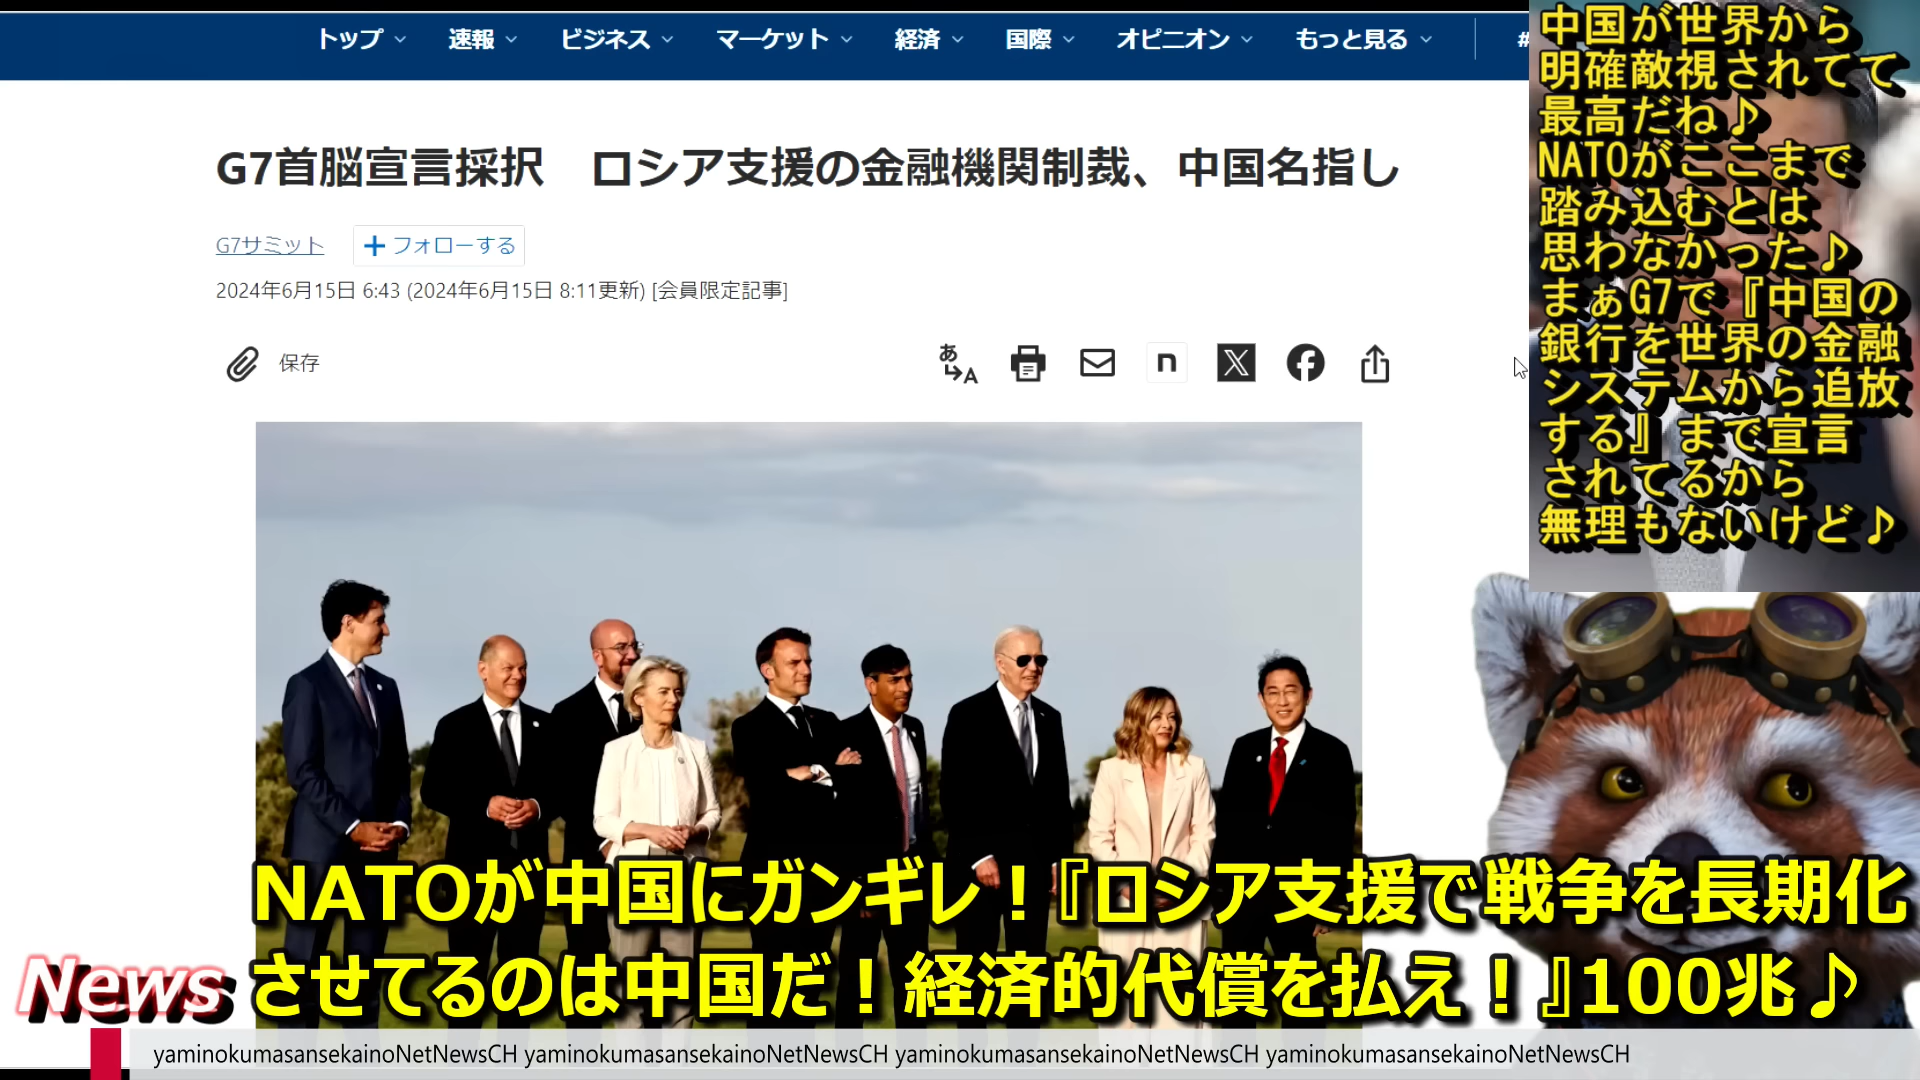 トップ 速報 ビジネス マーケット 経済 国際 オピニオン もっと見る #
G7首脳宣言採択　ロシア支援の金融機関制裁、中国名指し
G7サミット + フォローする
2024年6月15日 6:43 (2024年6月15日 8:11更新) [会員限定記事]
保存
あ A n X f
中国が世界から
明確敵視されてて
最高だね♪
NATOがここまで
踏み込むとは
思わなかった♪
まぁG7で『中国の
銀行を世界の金融
システムから追放
する』まで宣言
されてるから
無理もないけど♪
NATOが中国にガンギレ！『ロシア支援で戦争を長期化
させてるのは中国だ！経済的代償を払え！』100兆♪
News
yaminokumasansekainoNetNewsCH yaminokumasansekainoNetNewsCH yaminokumasansekainoNetNewsCH yaminokumasansekainoNetNewsCH